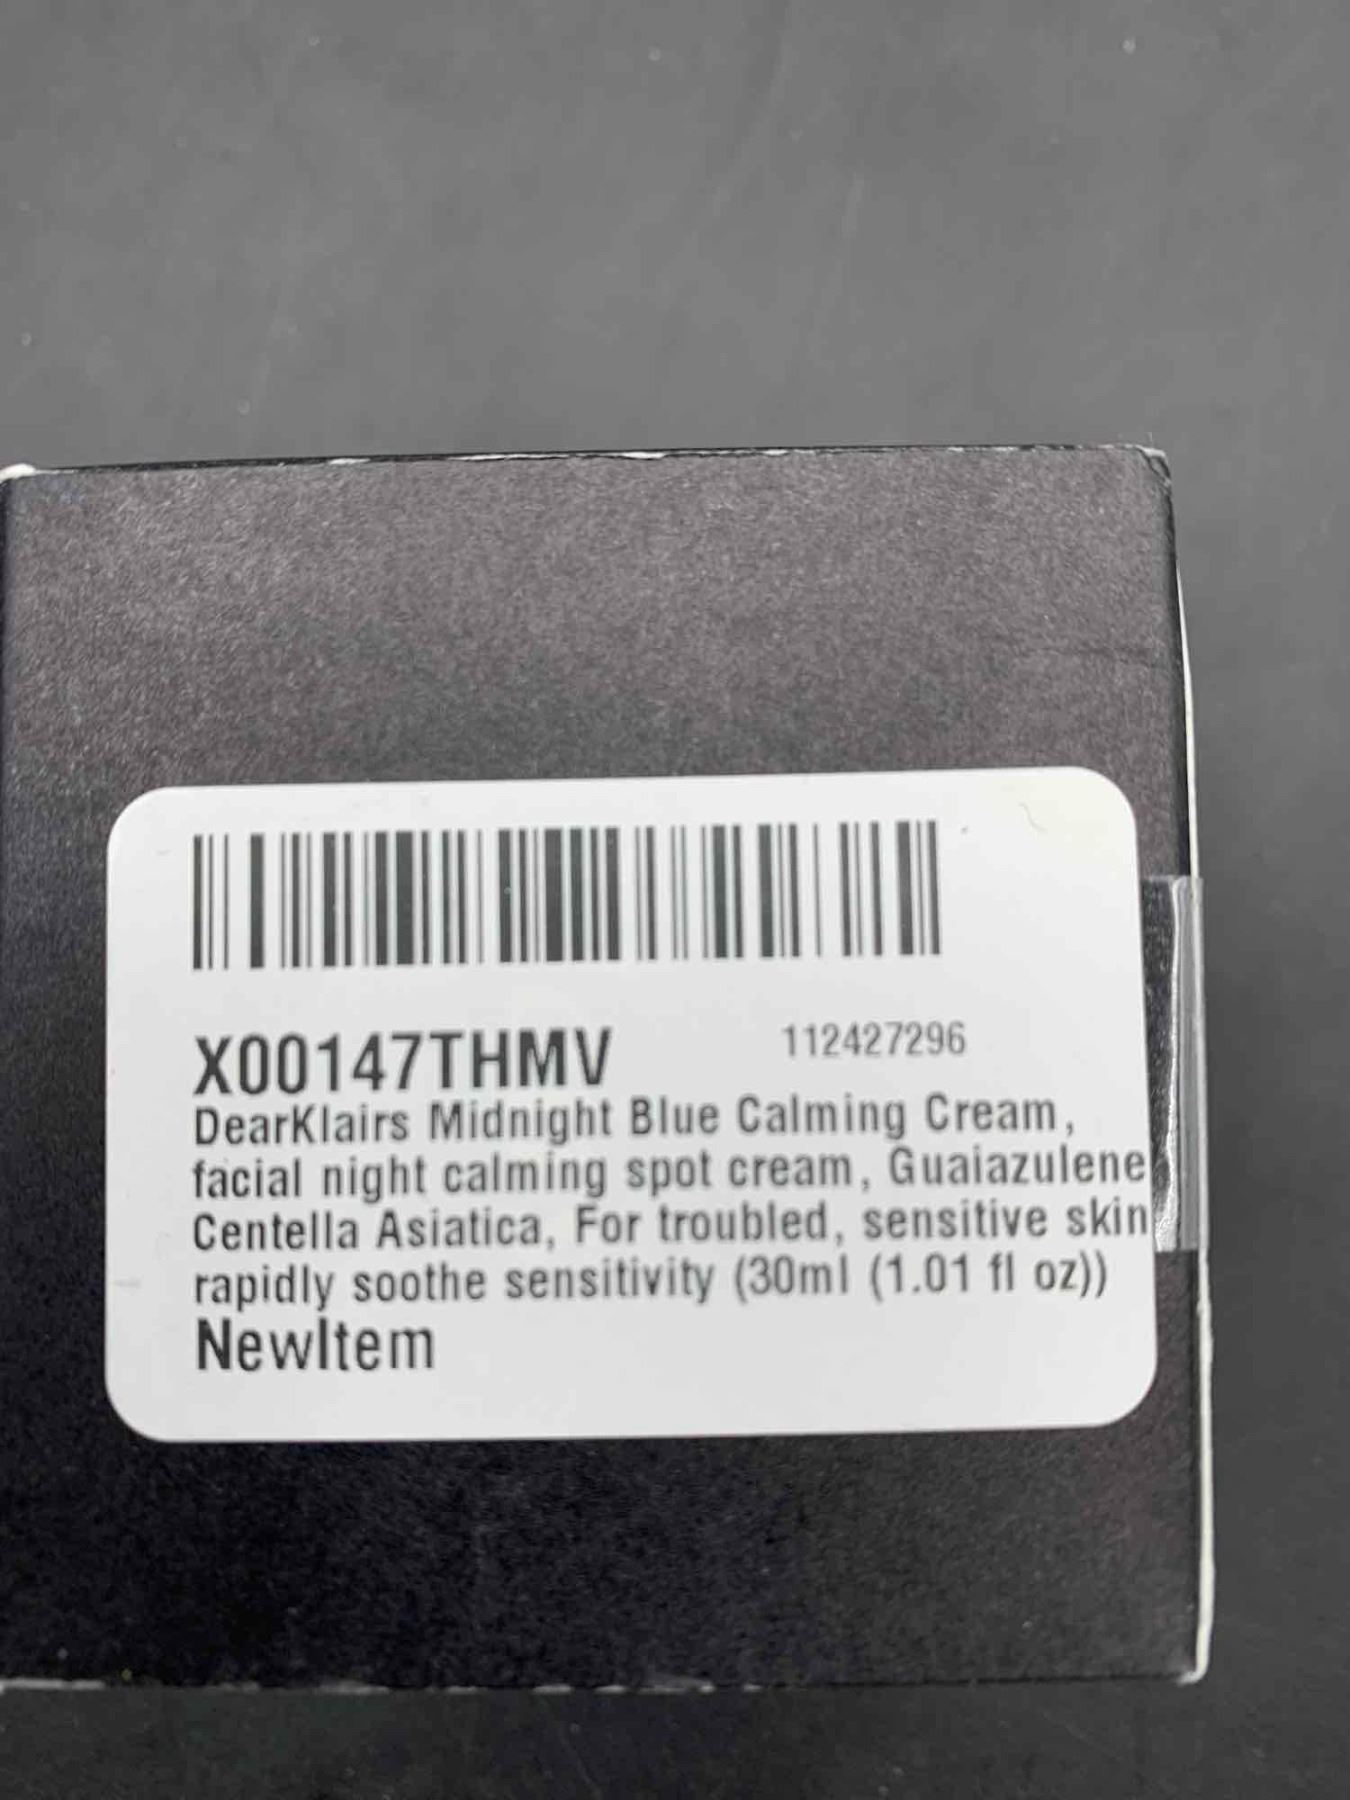 X00147THMV 112427296
DearKlairs Midnight Blue Calming Cream,
facial night calming spot cream, Guaiazulene
Centella Asiatica, For troubled, sensitive skin
rapidly soothe sensitivity (30ml (1.01 fl oz))
NewItem